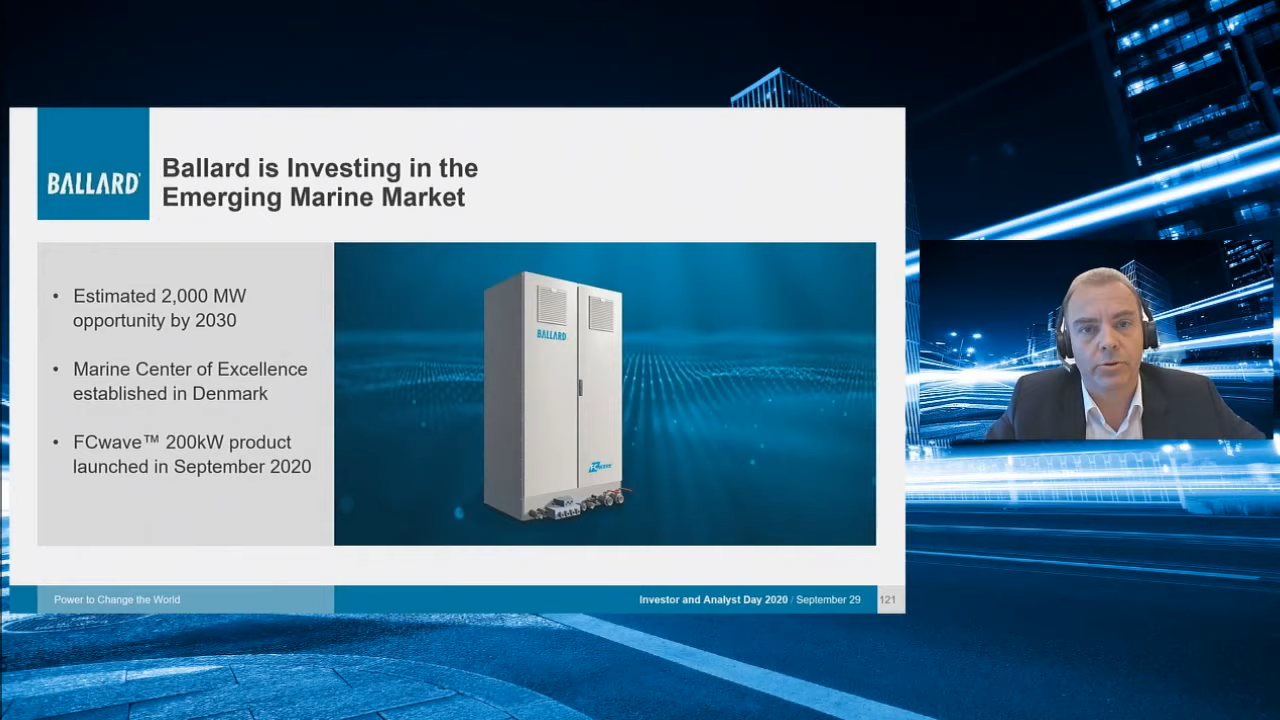 BALLARD
Ballard is Investing in the
Emerging Marine Market
• Estimated 2,000 MW
opportunity by 2030
• Marine Center of Excellence
established in Denmark
• FCwave™ 200kW product
launched in September 2020
BALLARD
FCwave
Power to Change the World
Investor and Analyst Day 2020 / September 29
121